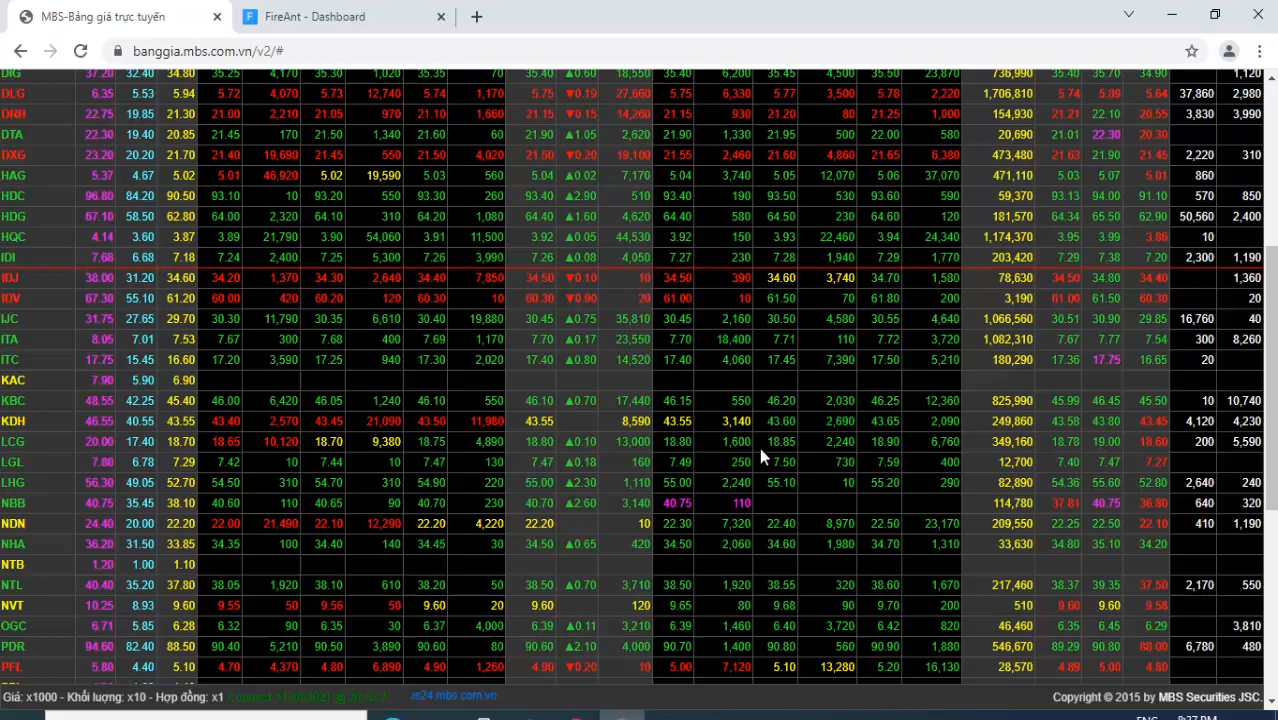 MBS-Bảng giá trực tuyến
FireAnt - Dashboard
banggia.mbs.com.vn/v2/#
DIG 37.20 32.40 34.80 35.25 4,170 35.30 1,020 35.35 70 35.40 ▲0.60 18,550 35.40 6,200 35.45 4,500 35.50 23,870 736,990 35.40 35.70 34.90 1,120
DLG 6.35 5.53 5.94 5.72 4,070 5.73 12,740 5.74 1,170 5.75 ▼0.19 27,660 5.75 6,330 5.77 3,500 5.78 2,220 1,706,810 5.74 5.89 5.64 37,860 2,980
DRH 22.75 19.85 21.30 21.00 2,210 21.05 970 21.10 1,660 21.15 ▼0.15 14,260 21.15 930 21.20 80 21.25 1,000 154,930 21.21 22.10 20.55 3,830 3,990
DTA 22.30 19.40 20.85 21.45 170 21.50 1,340 21.60 60 21.90 ▲1.05 2,620 21.90 1,330 21.95 500 22.00 580 20,690 21.01 22.30 20.30
DXG 23.20 20.20 21.70 21.40 19,690 21.45 550 21.50 4,020 21.50 ▼0.20 19,100 21.55 2,460 21.60 4,860 21.65 6,380 473,480 21.63 21.90 21.45 2,220 310
HAG 5.37 4.67 5.02 5.01 46,920 5.02 19,590 5.03 560 5.04 ▲0.02 7,170 5.04 3,740 5.05 12,070 5.06 37,070 471,110 5.03 5.07 5.01 860
HDC 96.80 84.20 90.50 93.10 10 93.20 550 93.30 260 93.40 ▲2.90 510 93.40 190 93.50 530 93.60 590 59,370 93.13 94.00 91.10 570 850
HDG 67.10 58.50 62.80 64.00 2,320 64.10 310 64.20 1,080 64.40 ▲1.60 4,620 64.40 580 64.50 230 64.60 120 181,570 64.34 65.50 62.90 50,560 2,400
HQC 4.14 3.60 3.87 3.89 21,790 3.90 54,060 3.91 11,500 3.92 ▲0.05 44,530 3.92 150 3.93 22,460 3.94 24,340 1,174,370 3.95 3.99 3.86 10
IDI 7.68 6.68 7.18 7.24 2,400 7.25 5,300 7.26 3,990 7.26 ▲0.08 4,050 7.27 230 7.28 1,940 7.29 1,770 203,420 7.29 7.38 7.20 2,300 1,190
IDJ 38.00 31.20 34.60 34.20 1,370 34.30 2,640 34.40 7,850 34.50 ▼0.10 10 34.50 390 34.60 3,740 34.70 1,580 78,630 34.50 34.80 34.40 1,360
IDV 67.30 55.10 61.20 60.00 420 60.20 120 60.30 10 60.30 ▼0.90 20 61.00 10 61.50 70 61.80 200 3,190 61.00 61.50 60.30 20
IJC 31.75 27.65 29.70 30.30 11,790 30.35 6,610 30.40 19,880 30.45 ▲0.75 35,810 30.45 2,160 30.50 4,580 30.55 4,640 1,066,560 30.51 30.90 29.85 16,760 40
ITA 8.05 7.01 7.53 7.67 300 7.68 400 7.69 1,170 7.70 ▲0.17 23,550 7.70 18,400 7.71 110 7.72 3,720 1,082,310 7.67 7.77 7.54 300 8,260
ITC 17.75 15.45 16.60 17.20 3,590 17.25 940 17.30 2,020 17.40 ▲0.80 14,520 17.40 4,060 17.45 7,390 17.50 5,210 180,290 17.36 17.75 16.65 20
KAC 7.90 5.90 6.90
KBC 48.55 42.25 45.40 46.00 6,420 46.05 1,240 46.10 550 46.10 ▲0.70 17,440 46.15 550 46.20 2,030 46.25 12,360 825,990 45.99 46.45 45.50 10 10,740
KDH 46.55 40.55 43.55 43.40 2,570 43.45 21,090 43.50 11,980 43.55 8,590 43.55 3,140 43.60 2,690 43.65 2,090 249,860 43.58 43.80 43.45 4,120 4,230
LCG 20.00 17.40 18.70 18.65 10,120 18.70 9,380 18.75 4,890 18.80 ▲0.10 13,000 18.80 1,600 18.85 2,240 18.90 6,760 349,160 18.78 19.00 18.60 200 5,590
LGL 7.80 6.78 7.29 7.42 10 7.44 10 7.47 130 7.47 ▲0.18 160 7.49 250 7.50 730 7.59 400 12,700 7.40 7.47 7.27
LHG 56.30 49.05 52.70 54.50 310 54.70 310 54.90 220 55.00 ▲2.30 1,110 55.00 2,240 55.10 10 55.20 290 82,890 54.36 55.60 52.80 2,640 240
NBB 40.75 35.45 38.10 40.60 110 40.65 90 40.70 230 40.70 ▲2.60 3,140 40.75 110 114,780 37.81 40.75 36.80 640 320
NDN 24.40 20.00 22.20 22.00 21,490 22.10 12,290 22.20 4,220 22.20 10 22.30 7,320 22.40 8,970 22.50 23,170 209,550 22.25 22.50 22.10 410 1,190
NHA 36.20 31.50 33.85 34.35 100 34.40 140 34.45 30 34.50 ▲0.65 420 34.50 2,060 34.60 1,980 34.70 1,310 33,630 34.80 35.10 34.20
NTB 1.20 1.00 1.10
NTL 40.40 35.20 37.80 38.05 1,920 38.10 610 38.20 50 38.50 ▲0.70 3,710 38.50 1,920 38.55 320 38.60 1,670 217,460 38.37 39.35 37.50 2,170 550
NVT 10.25 8.93 9.60 9.55 50 9.56 50 9.60 20 9.60 120 9.65 80 9.68 90 9.70 200 510 9.60 9.60 9.58
OGC 6.71 5.85 6.28 6.32 90 6.35 30 6.37 4,000 6.39 ▲0.11 3,210 6.39 1,460 6.40 3,720 6.42 820 46,460 6.35 6.45 6.29 3,810
PDR 94.60 82.40 88.50 90.40 5,210 90.50 3,890 90.60 80 90.60 ▲2.10 4,000 90.70 1,400 90.80 560 90.90 1,880 546,670 89.29 90.80 88.00 6,780 480
PFL 5.80 4.40 5.10 4.70 4,370 4.80 6,890 4.90 1,260 4.90 ▼0.20 10 5.00 7,120 5.10 13,280 5.20 16,130 28,570 4.89 5.00 4.80
Giá: x1000 - Khối lượng: x10 - Hợp đồng: x1 s24.mbs.com.vn Copyright © 2015 by MBS Securities JSC.